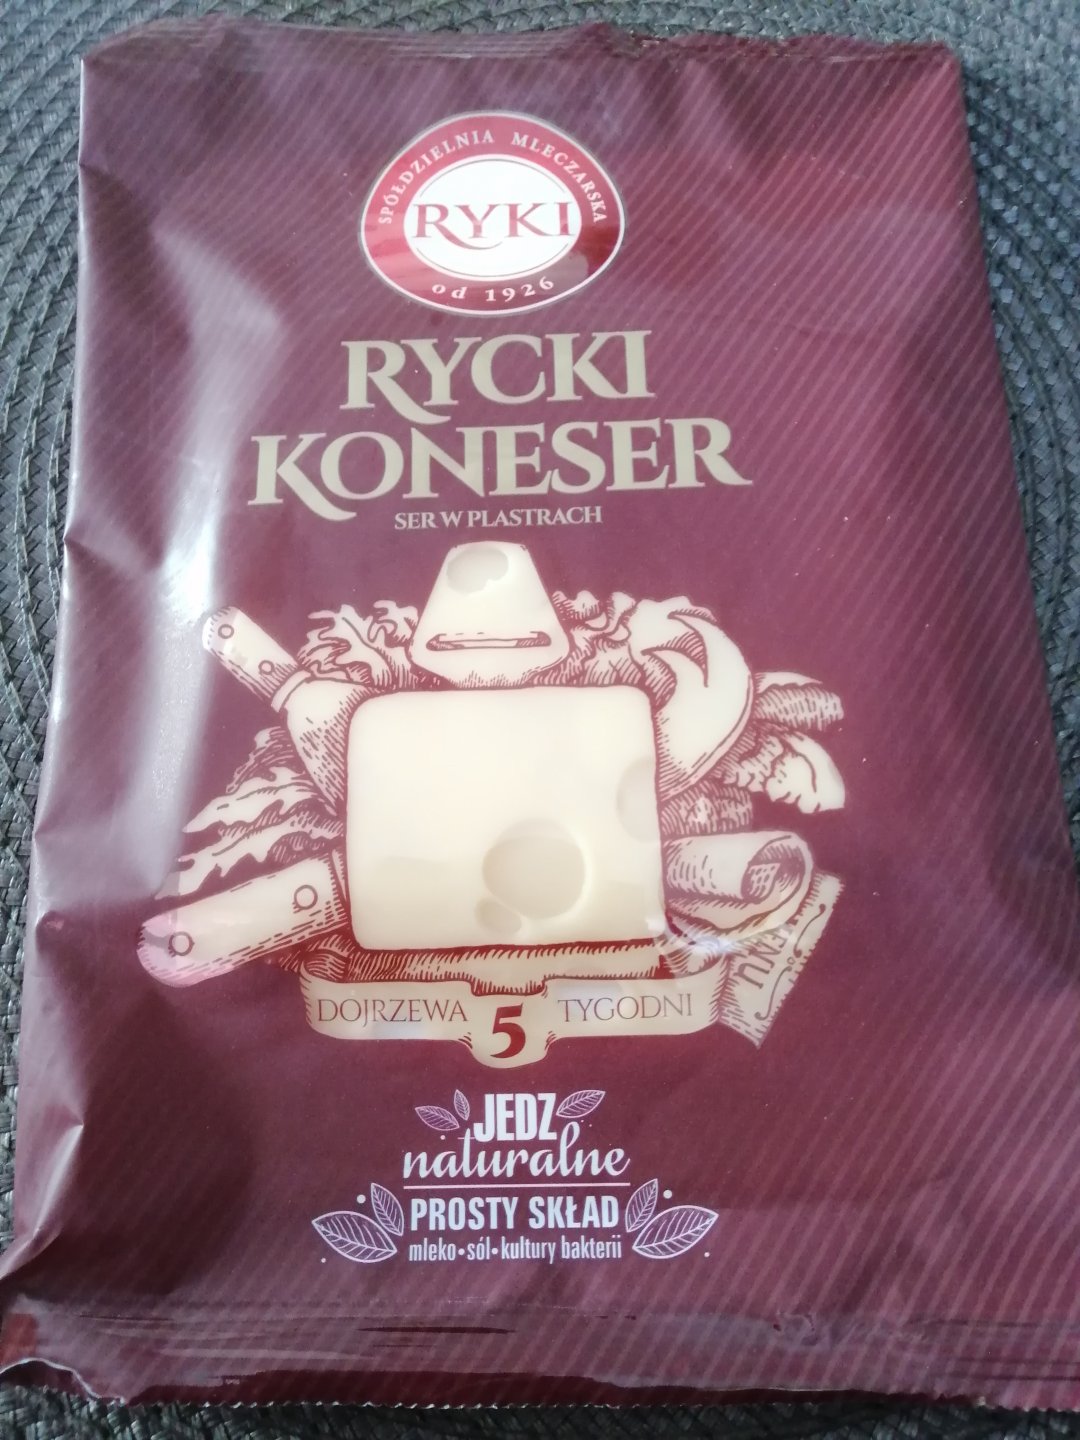 SPÓŁDZIELNIA MLECZARSKA
RYKI
od 1926
RYCKI
KONESER
SER W PLASTRACH
MENU
DOJRZEWA 5 TYGODNI
JEDZ
naturalne
PROSTY SKŁAD
mleko•sól•kultury bakterii